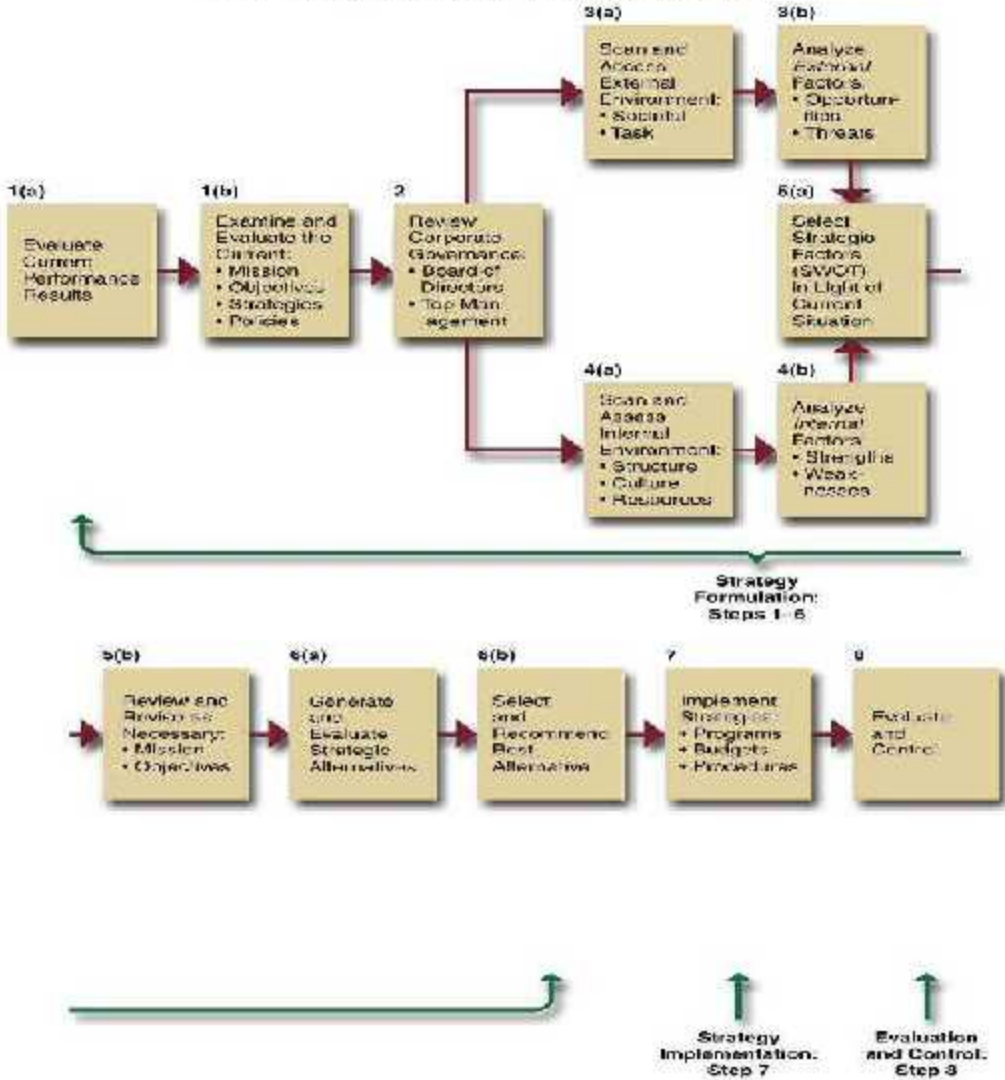 3(a)
Scan and
Access
External
Environment:
• Societal
• Task
3(b)
Analyze
External
Factors:
• Opportu-
nities
• Threats
1(a)
Evaluate
Current
Performance
Results
1(b)
Examine and
Evaluate the
Current:
• Mission
• Objectives
• Strategies
• Policies
2
Review
Corporate
Governance:
• Board of
Directors
• Top Man-
agement
5(a)
Select
Strategic
Factors
(SWOT)
in Light of
Current
Situation
4(a)
Scan and
Assess
Internal
Environment:
• Structure
• Culture
• Resources
4(b)
Analyze
Internal
Factors
• Strengths
• Weak-
nesses
Strategy
Formulation:
Steps 1–6
5(b)
Review and
Revise as
Necessary:
• Mission
• Objectives
6(a)
Generate
and
Evaluate
Strategic
Alternatives
6(b)
Select
and
Recommend
Best
Alternative
7
Implement
Strategies:
• Programs
• Budgets
• Procedures
8
Evaluate
and
Control
Strategy
Implementation:
Step 7
Evaluation
and Control:
Step 8